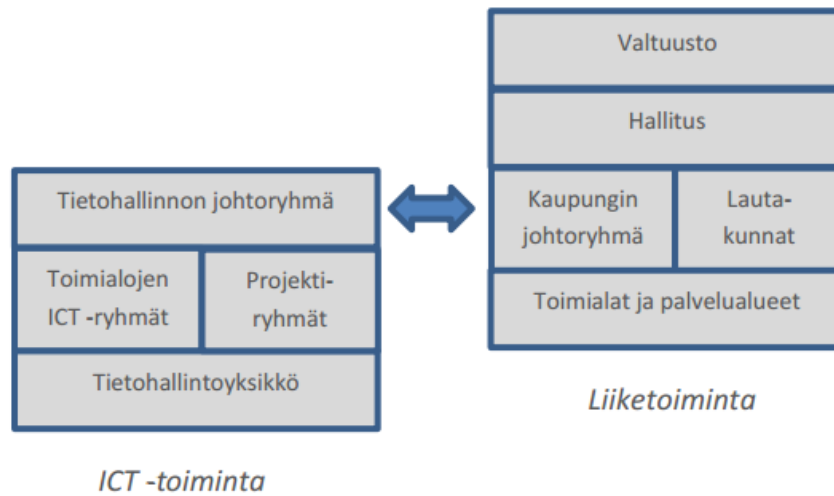 Valtuusto
Hallitus
Tietohallinnon johtoryhmä
Kaupungin
johtoryhmä
Lauta-
kunnat
Toimialojen
ICT -ryhmät
Projekti-
ryhmät
Toimialat ja palvelualueet
Tietohallintoyksikkö
Liiketoiminta
ICT -toiminta